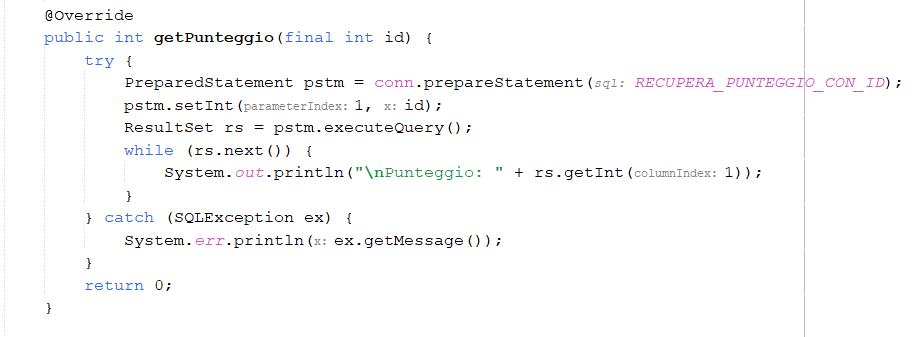 @Override
public int getPunteggio(final int id) {
try {
PreparedStatement pstm = conn.prepareStatement(sql: RECUPERA_PUNTEGGIO_CON_ID);
pstm.setInt(parameterIndex: 1, x: id);
ResultSet rs = pstm.executeQuery();
while (rs.next()) {
System.out.println("\nPunteggio: " + rs.getInt(columnIndex: 1));
}
} catch (SQLException ex) {
System.err.println(x: ex.getMessage());
}
return 0;
}